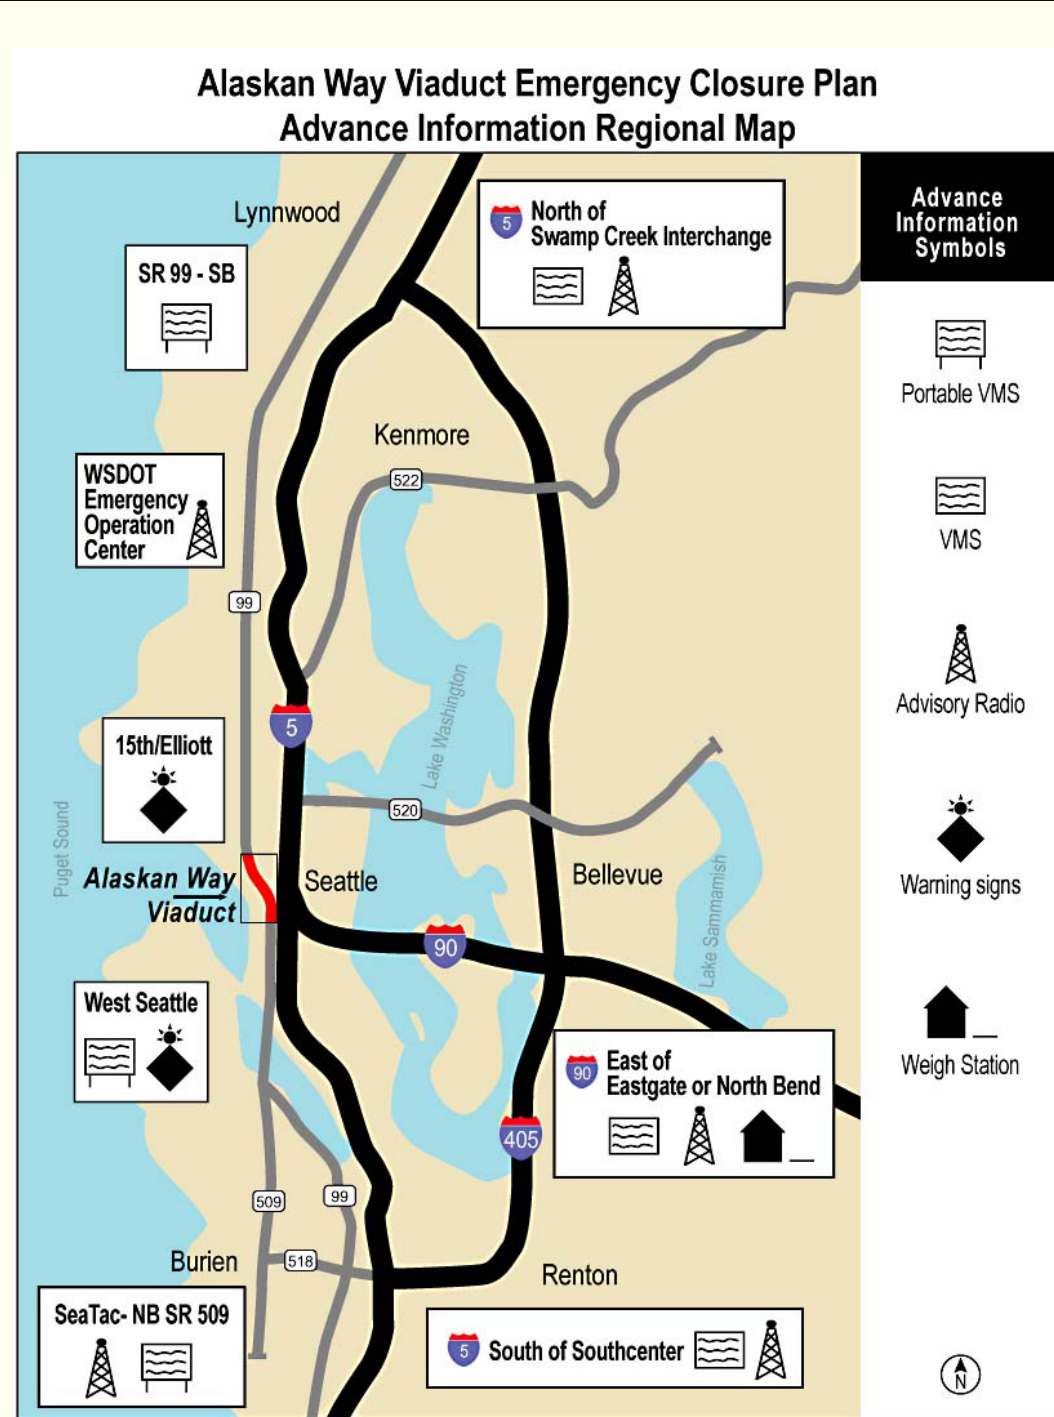 Alaskan Way Viaduct Emergency Closure Plan
Advance Information Regional Map
Advance
Information
Symbols
Portable VMS
VMS
Advisory Radio
Warning signs
Weigh Station
N
Lynnwood
5
North of
Swamp Creek Interchange
SR 99 - SB
Kenmore
522
WSDOT
Emergency
Operation
Center
99
Lake Washington
5
15th/Elliott
520
Puget Sound
Alaskan Way
Viaduct
Seattle
Bellevue
Lake Sammamish
90
West Seattle
90
East of
Eastgate or North Bend
405
509
99
Burien
518
Renton
SeaTac- NB SR 509
5
South of Southcenter